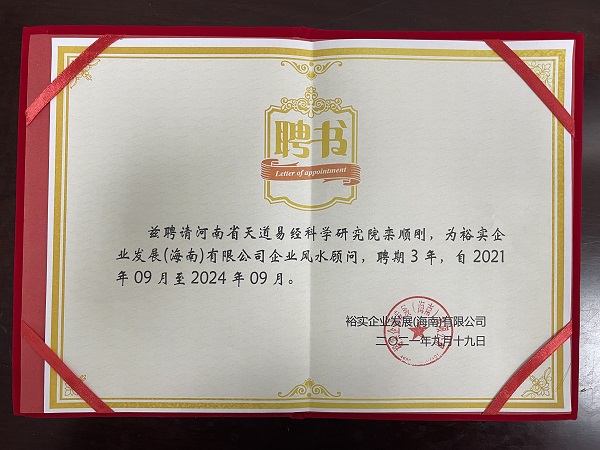 聘书
Letter of appointment
兹聘请河南省天道易经科学研究院栾顺刚，为裕实企
业发展(海南)有限公司企业风水顾问，聘期3年，自2021
年09月至2024年09月。
裕实企业发展(海南)有限公司
二〇二一年九月十九日